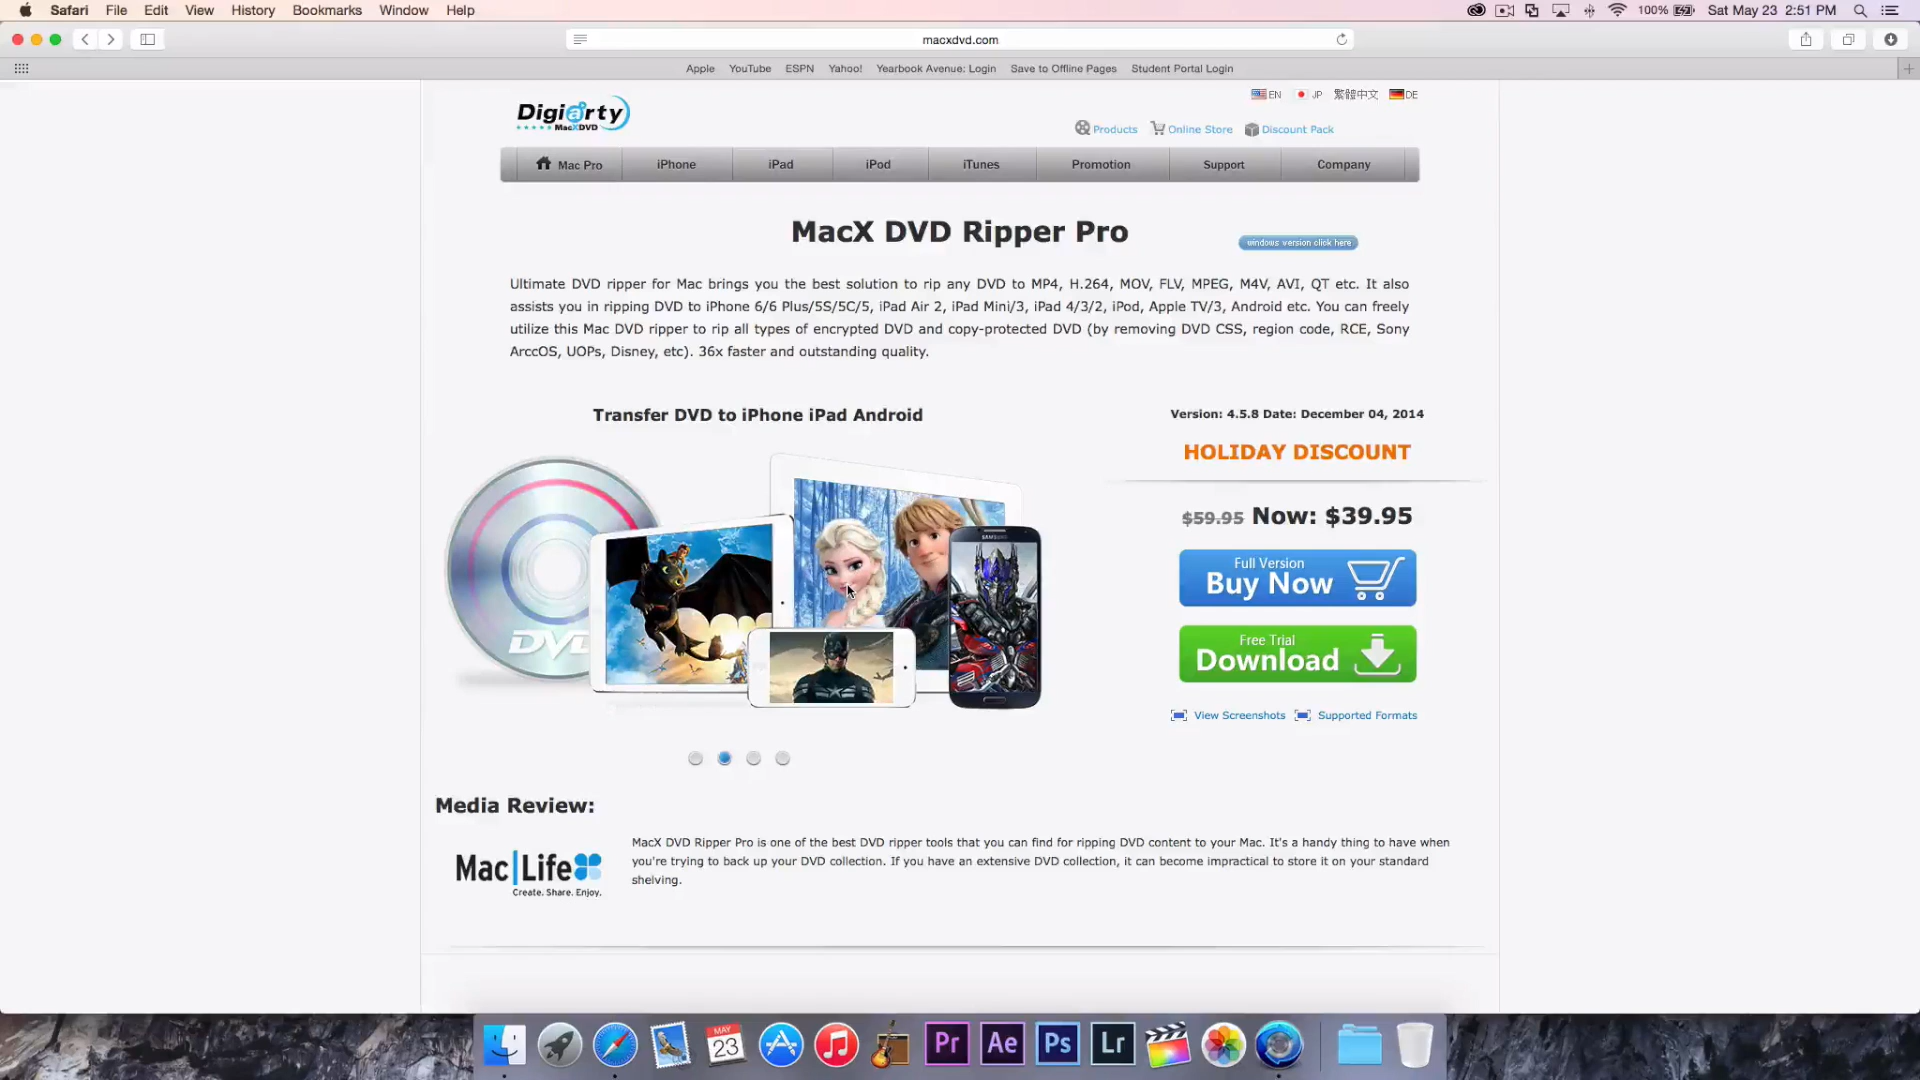 Safari File Edit View History Bookmarks Window Help 100% Sat May 23 2:51 PM
macxdvd.com
Apple YouTube ESPN Yahoo! Yearbook Avenue: Login Save to Offline Pages Student Portal Login
Digiarty
MacXDVD
EN JP 繁體中文 DE
Products Online Store Discount Pack
Mac Pro iPhone iPad iPod iTunes Promotion Support Company
MacX DVD Ripper Pro
windows version click here
Ultimate DVD ripper for Mac brings you the best solution to rip any DVD to MP4, H.264, MOV, FLV, MPEG, M4V, AVI, QT etc. It also
assists you in ripping DVD to iPhone 6/6 Plus/5S/5C/5, iPad Air 2, iPad Mini/3, iPad 4/3/2, iPod, Apple TV/3, Android etc. You can freely
utilize this Mac DVD ripper to rip all types of encrypted DVD and copy-protected DVD (by removing DVD CSS, region code, RCE, Sony
ArccOS, UOPs, Disney, etc). 36x faster and outstanding quality.
Transfer DVD to iPhone iPad Android
DVD
SAMSUNG
Version: 4.5.8 Date: December 04, 2014
HOLIDAY DISCOUNT
$59.95 Now: $39.95
Full Version
Buy Now
Free Trial
Download
View Screenshots Supported Formats
Media Review:
Mac|Life
Create. Share. Enjoy.
MacX DVD Ripper Pro is one of the best DVD ripper tools that you can find for ripping DVD content to your Mac. It's a handy thing to have when
you're trying to back up your DVD collection. If you have an extensive DVD collection, it can become impractical to store it on your standard
shelving.
MAY
23
Pr Ae Ps Lr